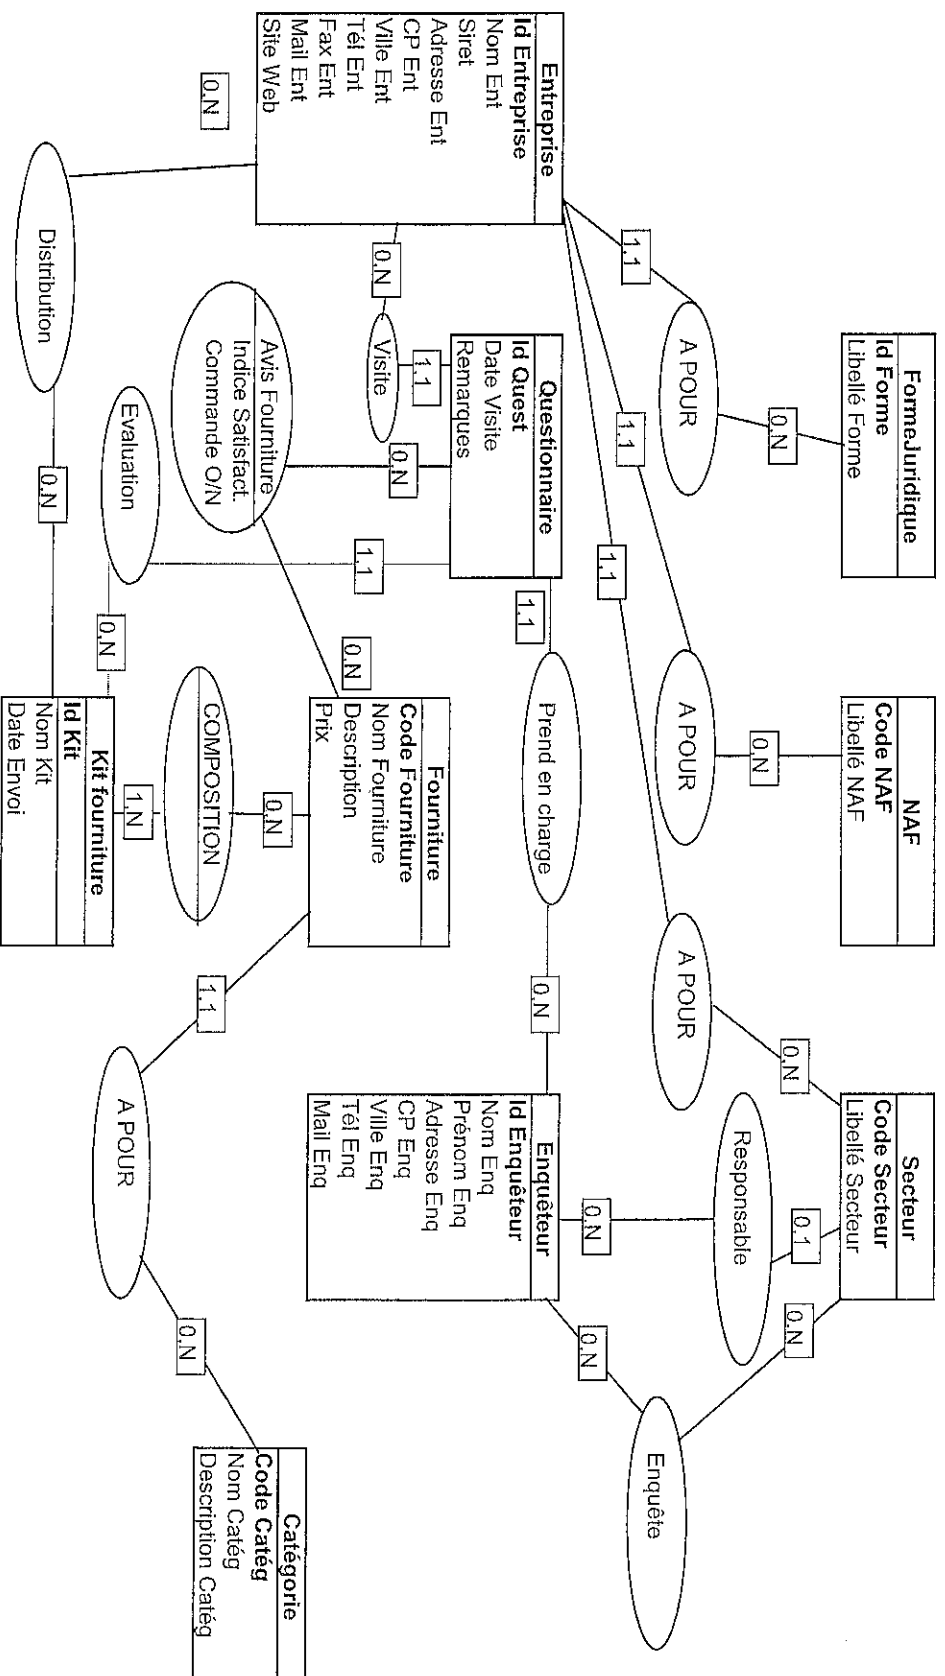 FormeJuridique
Id Forme
Libellé Forme
NAF
Code NAF
Libellé NAF
Secteur
Code Secteur
Libellé Secteur
0.N
0.N
0.N
0.1
0.N
A POUR
A POUR
A POUR
Responsable
Enquête
1.1
1.1
1.1
0.N
0.N
Entreprise
Id Entreprise
Nom Ent
Siret
Adresse Ent
CP Ent
Ville Ent
Tél Ent
Fax Ent
Mail Ent
Site Web
Questionnaire
Id Quest
Date Visite
Remarques
1.1
Prend en charge
0.N
Enquêteur
Id Enquêteur
Nom Enq
Prénom Enq
Adresse Enq
CP Enq
Ville Enq
Tél Enq
Mail Enq
0.N
Visite
1.1
0.N
1.1
0.N
Avis Fourniture
Indice Satisfact.
Commande O/N
0.N
Fourniture
Code Fourniture
Nom Fourniture
Description
Prix
1.1
A POUR
0.N
Catégorie
Code Catég
Nom Catég
Description Catég
0.N
COMPOSITION
1.N
Evaluation
0.N
Distribution
0.N
Kit fourniture
Id Kit
Nom Kit
Date Envoi